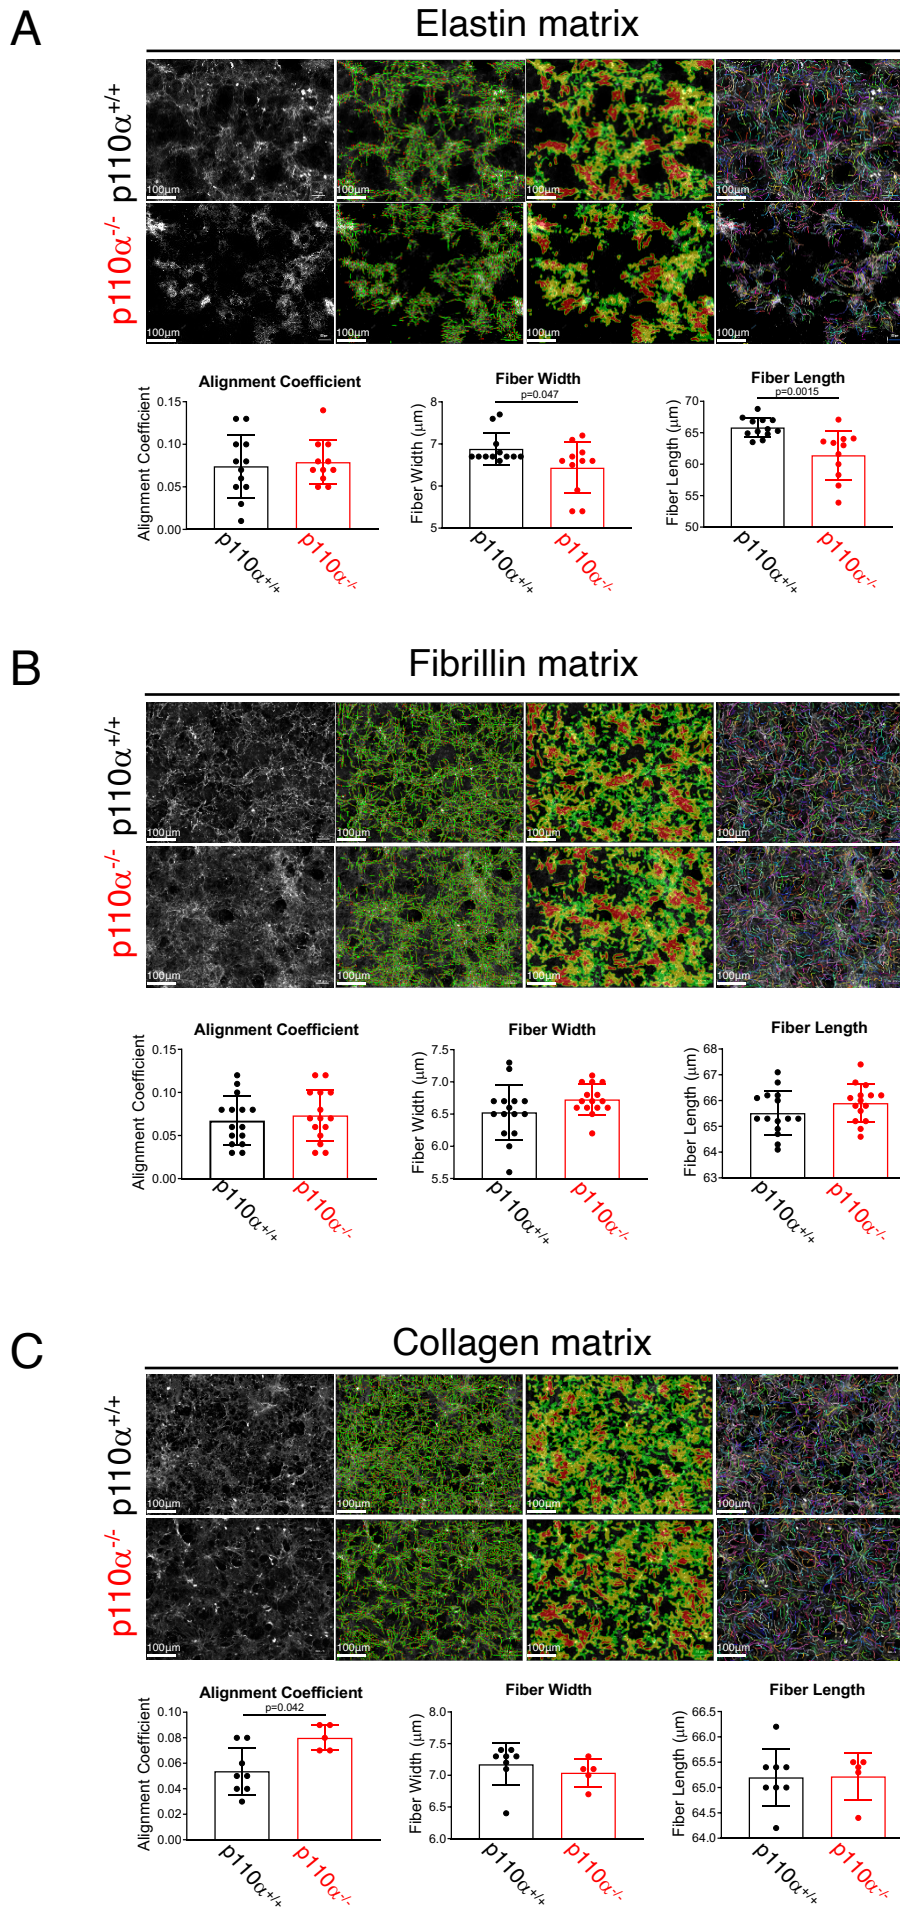 A
Elastin matrix
p110α+/+
100μm 100μm 100μm 100μm
p110α-/-
100μm 100μm 100μm 100μm
Alignment Coefficient
Alignment Coefficient
0.15
0.10
0.05
0.00
p110α+/+
p110α-/-
Fiber Width
p=0.047
Fiber Width (μm)
8
7
6
5
p110α+/+
p110α-/-
Fiber Length
p=0.0015
Fiber Length (μm)
70
65
60
55
50
p110α+/+
p110α-/-
B
Fibrillin matrix
p110α+/+
100μm 100μm 100μm 100μm
p110α-/-
100μm 100μm 100μm 100μm
Alignment Coefficient
Alignment Coefficient
0.15
0.10
0.05
0.00
p110α+/+
p110α-/-
Fiber Width
Fiber Width (μm)
7.5
7.0
6.5
6.0
5.5
p110α+/+
p110α-/-
Fiber Length
Fiber Length (μm)
68
67
66
65
64
63
p110α+/+
p110α-/-
C
Collagen matrix
p110α+/+
100μm 100μm 100μm 100μm
p110α-/-
100μm 100μm 100μm 100μm
Alignment Coefficient
p=0.042
Alignment Coefficient
0.10
0.08
0.06
0.04
0.02
0.00
p110α+/+
p110α-/-
Fiber Width
Fiber Width (μm)
8.0
7.5
7.0
6.5
6.0
p110α+/+
p110α-/-
Fiber Length
Fiber Length (μm)
66.5
66.0
65.5
65.0
64.5
64.0
p110α+/+
p110α-/-